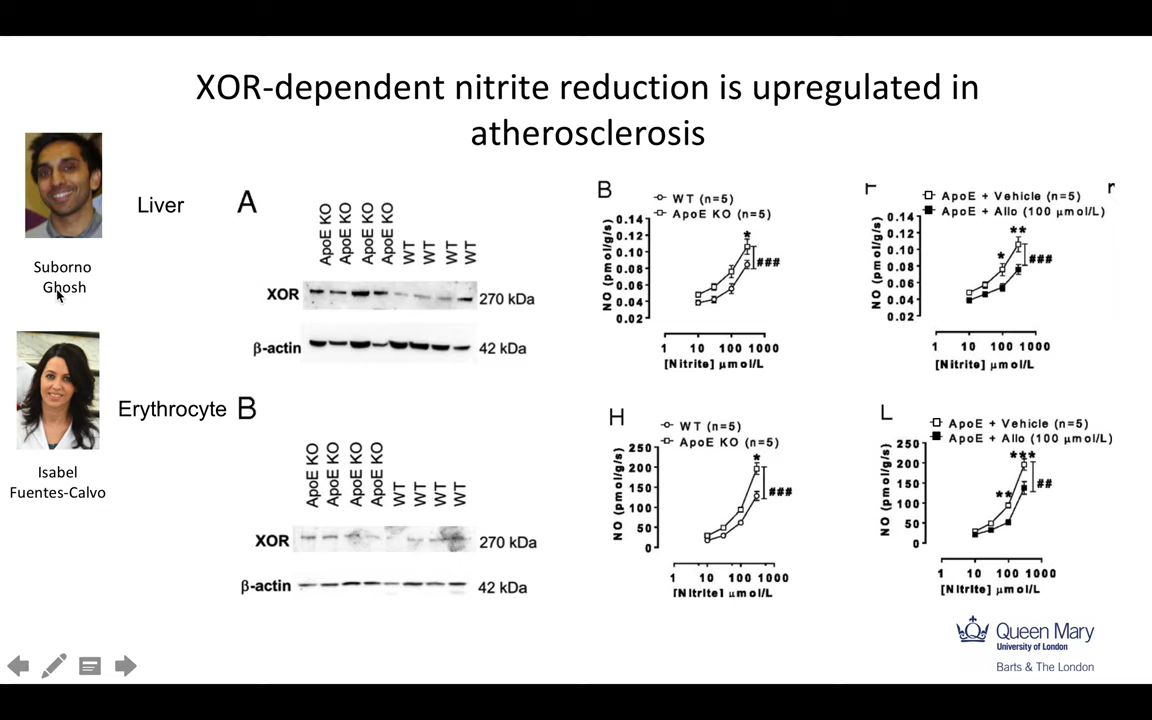 XOR-dependent nitrite reduction is upregulated in
atherosclerosis
Suborno
Ghosh
Isabel
Fuentes-Calvo
Liver
A
ApoE KO
ApoE KO
ApoE KO
ApoE KO
WT
WT
WT
WT
XOR
270 kDa
β-actin
42 kDa
B
WT (n=5)
ApoE KO (n=5)
NO (pmol/g/s)
0.14
0.12
0.10
0.08
0.06
0.04
0.02
*
###
1 10 100 1000
[Nitrite] μmol/L
ApoE + Vehicle (n=5)
ApoE + Allo (100 μmol/L)
NO (pmol/g/s)
0.14
0.12
0.10
0.08
0.06
0.04
0.02
*
**
###
1 10 100 1000
[Nitrite] μmol/L
Erythrocyte
B
ApoE KO
ApoE KO
ApoE KO
ApoE KO
WT
WT
WT
WT
XOR
270 kDa
β-actin
42 kDa
H
WT (n=5)
ApoE KO (n=5)
NO (pmol/g/s)
250
200
150
100
50
0
*
###
1 10 100 1000
[Nitrite] μmol/L
L
ApoE + Vehicle (n=5)
ApoE + Allo (100 μmol/L)
NO (pmol/g/s)
250
200
150
100
50
0
**
***
##
1 10 100 1000
[Nitrite] μmol/L
Queen Mary
University of London
Barts & The London